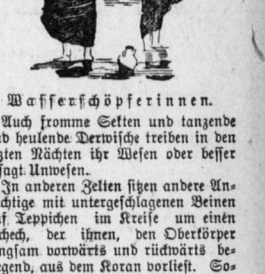 Wasserschöpferinnen.
Auch fromme Sekten und tanzende
heulende Derwische treiben in den
Nächten ihr Wesen oder besser
sagt Unwesen.
In anderen Zelten sitzen andere An-
mit untergeschlagenen Beinen
Teppichen im Kreise um einen
der ihnen, den Oberkörper
vorwärts und rückwärts be-
aus dem Koran vorliest. So-